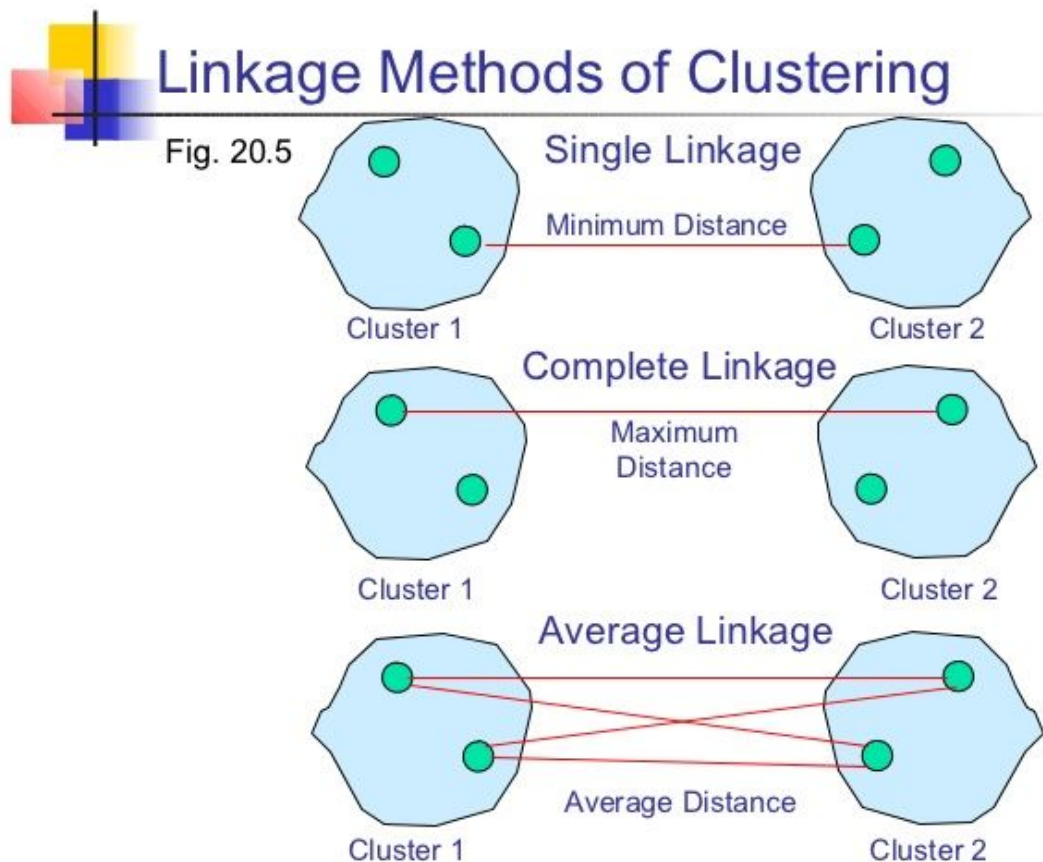 Linkage Methods of Clustering
Fig. 20.5
Single Linkage
Minimum Distance
Cluster 1
Cluster 2
Complete Linkage
Maximum
Distance
Cluster 1
Cluster 2
Average Linkage
Average Distance
Cluster 1
Cluster 2